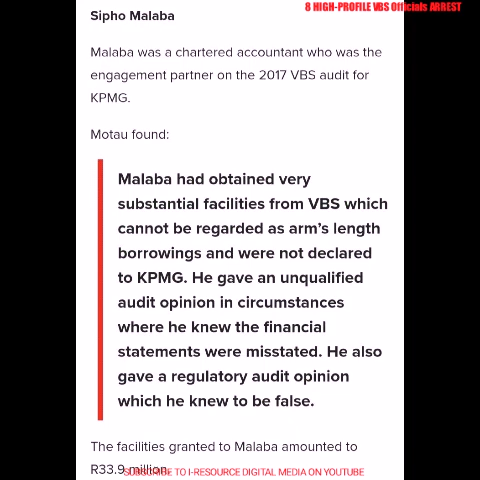 8 HIGH-PROFILE VBS Officials ARREST
Sipho Malaba
Malaba was a chartered accountant who was the
engagement partner on the 2017 VBS audit for
KPMG.
Motau found:
Malaba had obtained very
substantial facilities from VBS which
cannot be regarded as arm's length
borrowings and were not declared
to KPMG. He gave an unqualified
audit opinion in circumstances
where he knew the financial
statements were misstated. He also
gave a regulatory audit opinion
which he knew to be false.
The facilities granted to Malaba amounted to
R33.9 million.
SUBSCRIBE TO I-RESOURCE DIGITAL MEDIA ON YOUTUBE